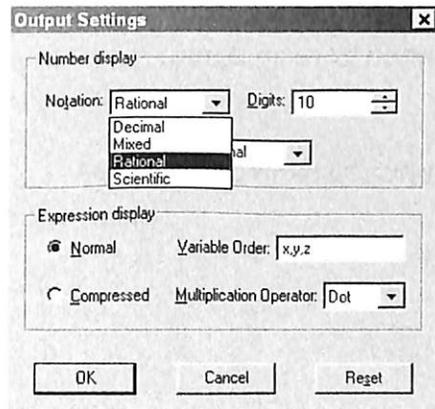 Output Settings
Number display
Notation: Rational Digits: 10
Decimal
Mixed
Rational
Scientific
Expression display
Normal Variable Order: x,y,z
Compressed Multiplication Operator: Dot
OK Cancel Reset